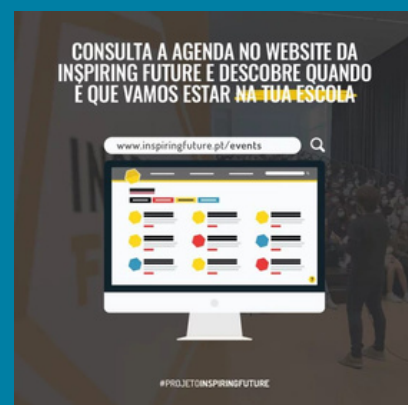 CONSULTA A AGENDA NO WEBSITE DA
INSPIRING FUTURE E DESCOBRE QUANDO
É QUE VAMOS ESTAR NA TUA ESCOLA
www.inspiringfuture.pt/events
#PROJETOINSPIRINGFUTURE